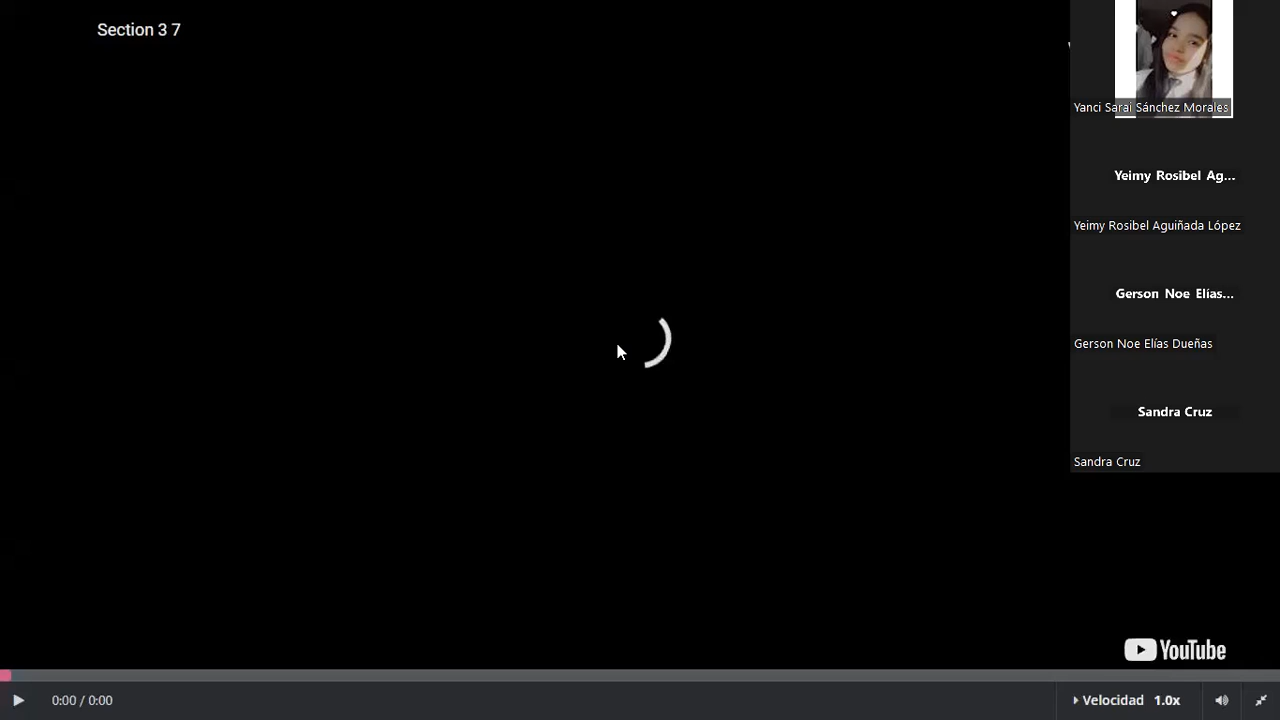 Section 3 7
Yanci Sarai Sánchez Morales
Yeimy Rosibel Ag...
Yeimy Rosibel Aguiñada López
Gerson Noe Elías...
Gerson Noe Elías Dueñas
Sandra Cruz
Sandra Cruz
YouTube
0:00 / 0:00
Velocidad 1.0x